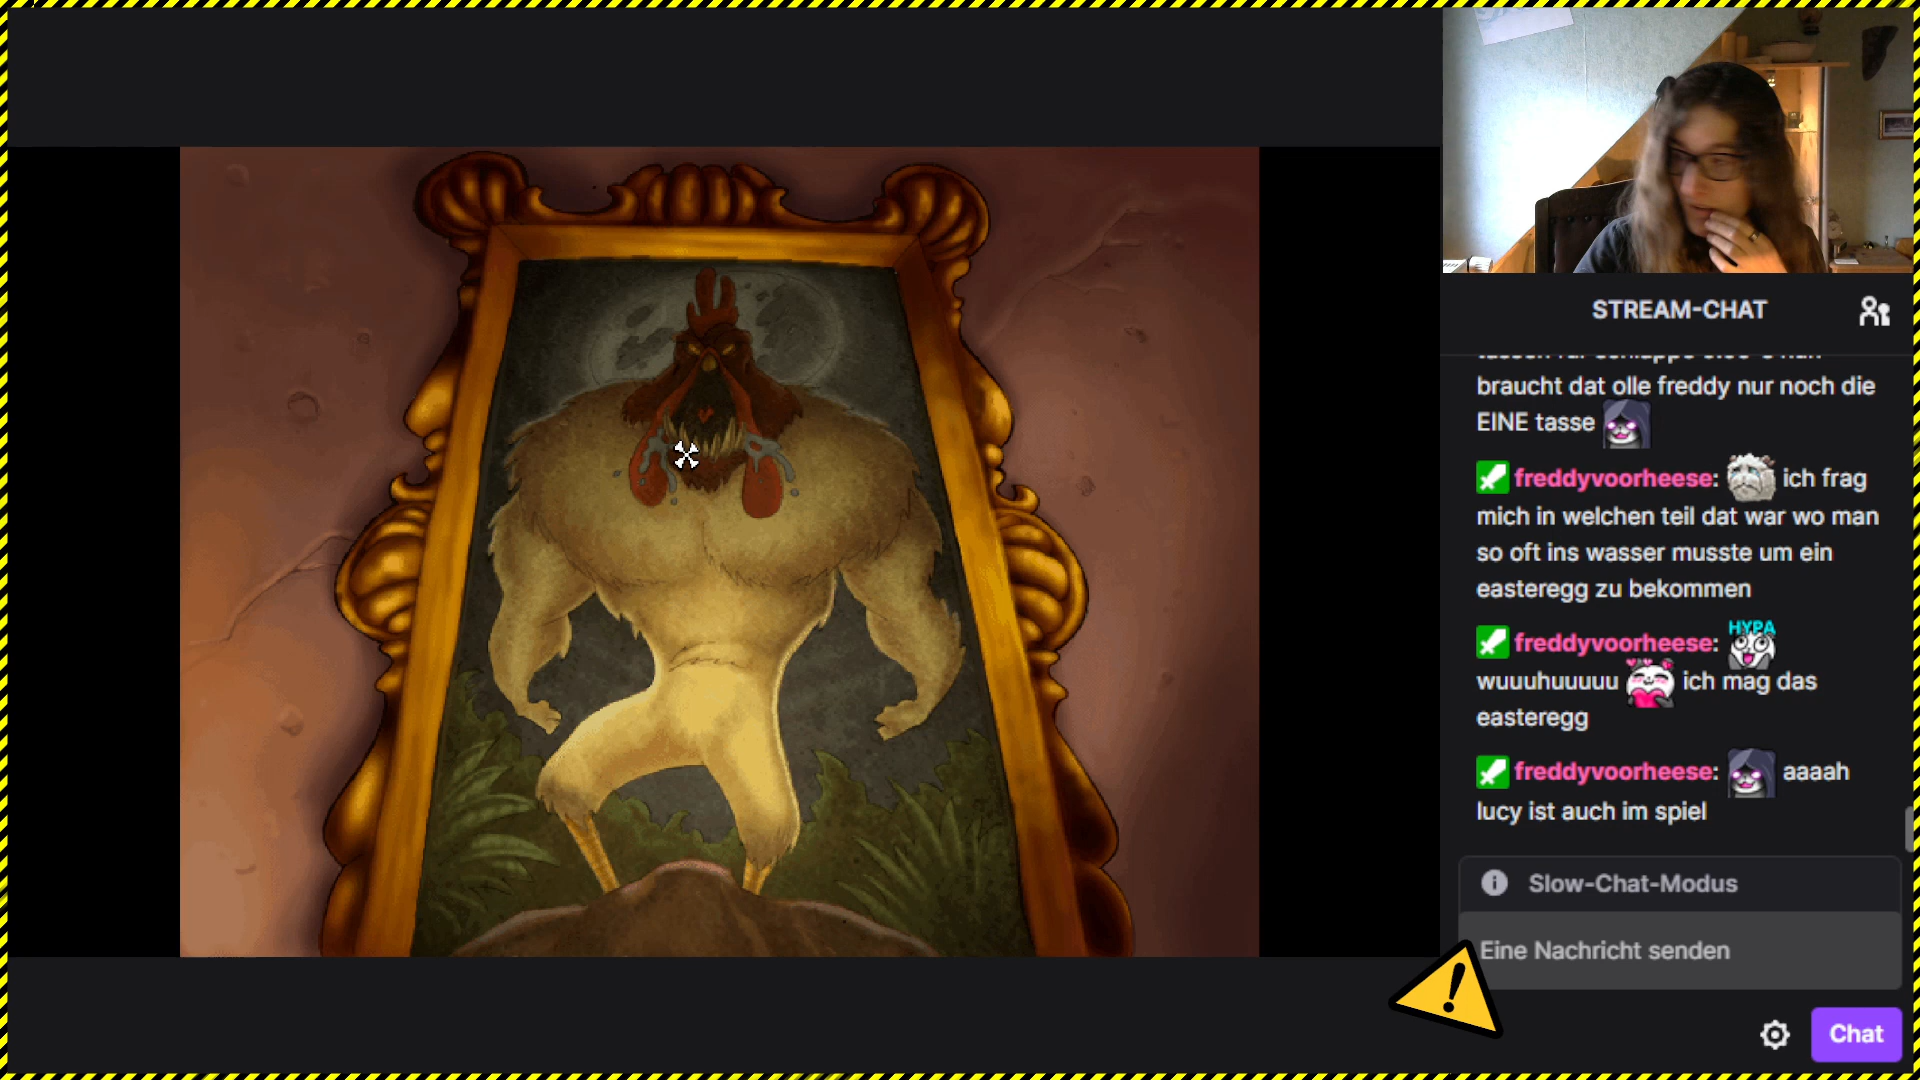 STREAM-CHAT
braucht dat olle freddy nur noch die
EINE tasse
freddyvoorheese: ich frag
mich in welchen teil dat war wo man
so oft ins wasser musste um ein
easteregg zu bekommen
freddyvoorheese: HYPA
wuuuhuuuuu ich mag das
easteregg
freddyvoorheese: aaaah
lucy ist auch im spiel
Slow-Chat-Modus
Eine Nachricht senden
Chat